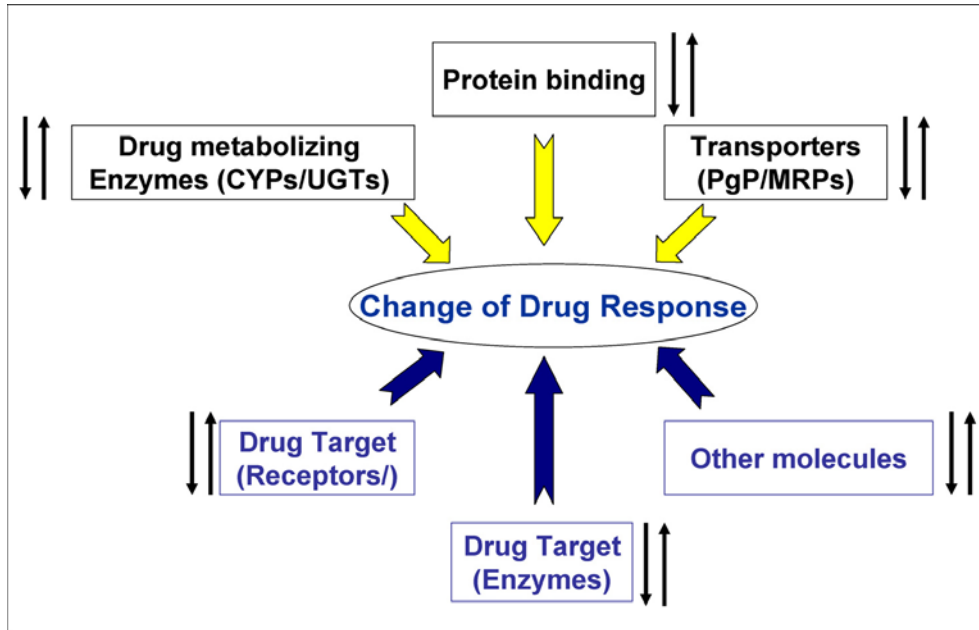 Protein binding
Drug metabolizing
Enzymes (CYPs/UGTs)
Transporters
(PgP/MRPs)
Change of Drug Response
Drug Target
(Receptors/)
Other molecules
Drug Target
(Enzymes)